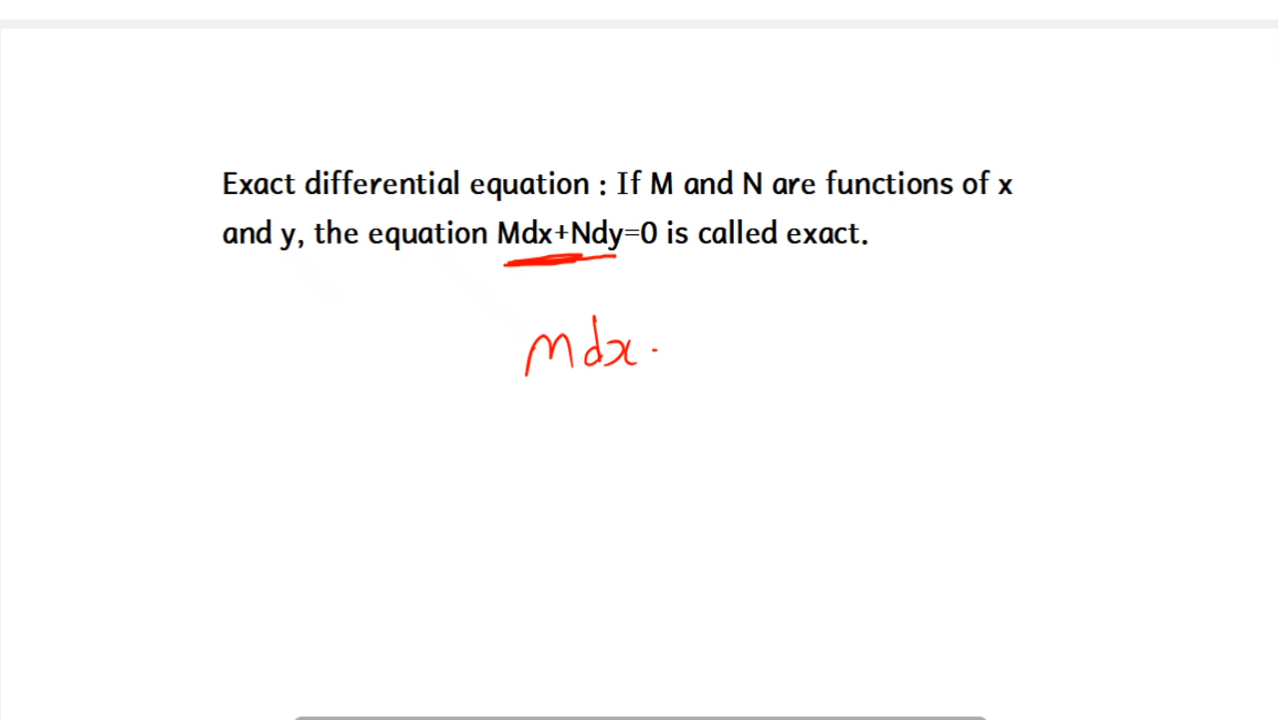 Exact differential equation : If M and N are functions of x
and y, the equation Mdx+Ndy=0 is called exact.
Mdx